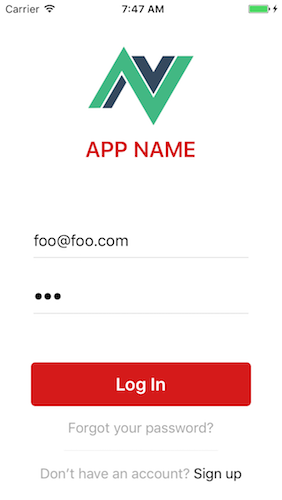 Carrier 7:47 AM
APP NAME
foo@foo.com
•••
Log In
Forgot your password?
Don't have an account? Sign up